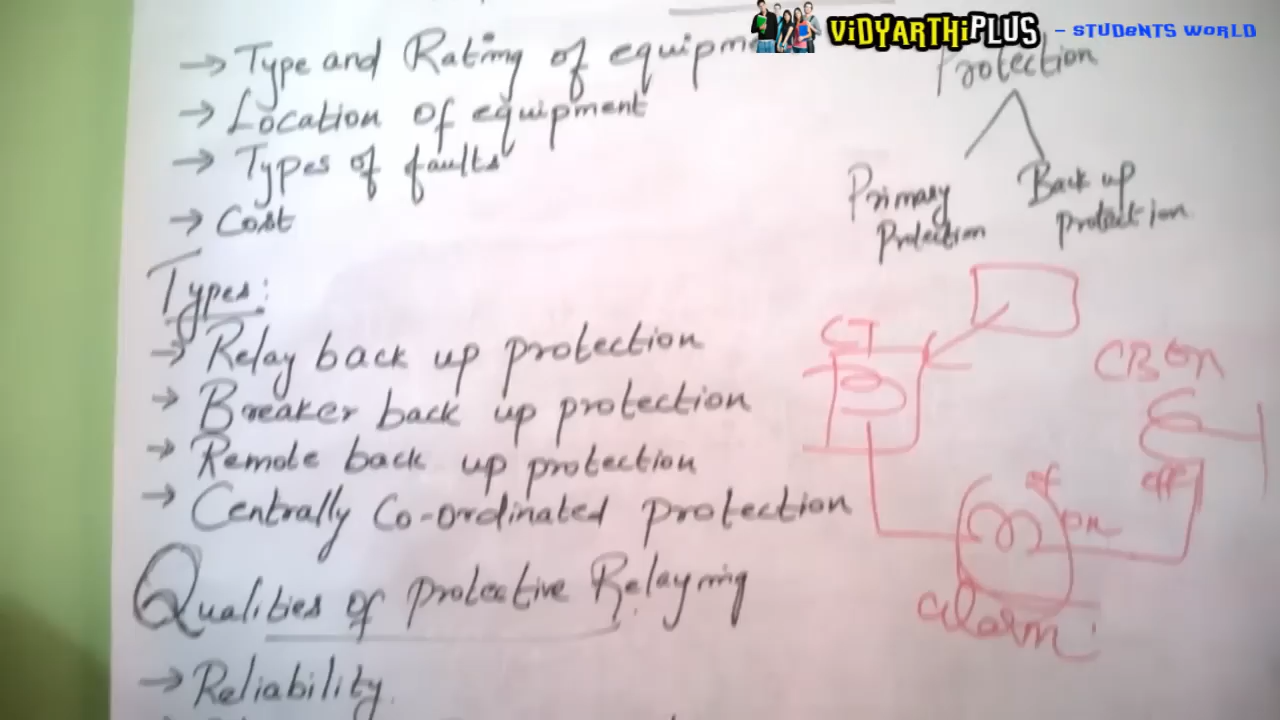 ViDYARTHiPLUS - STUDENTS WORLD
→ Type and Rating of
→ Location of equipment
→ Types of faults
→ Cost
Types:
→ Relay back up protection
→ Breaker back up protection
→ Remote back up protection
→ Centrally Co-ordinated protection
Qualities of protective Relaying
→ Reliability
Protection
Primary
Protection
Back up
protection
CT
CB
off
on
alarm